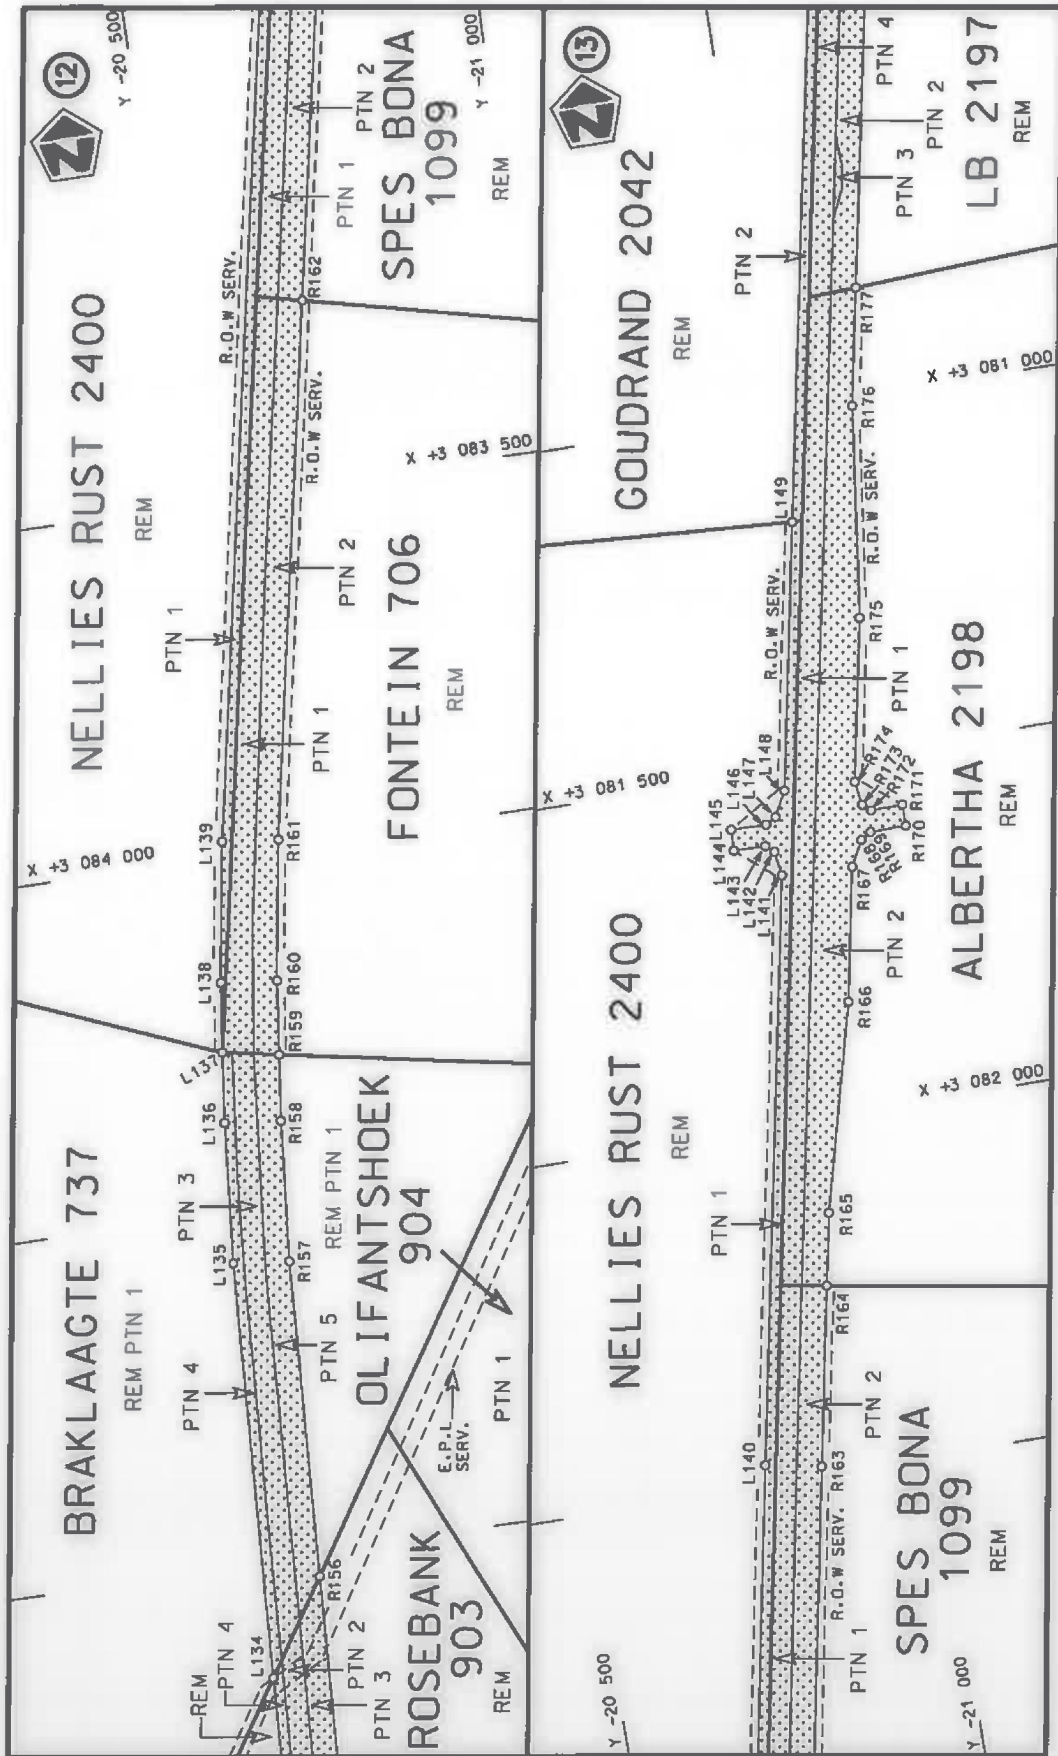 12
N
Y -20 500
Y -21 000
NELLIES RUST 2400
REM
R.O.W SERV.
PTN 1
PTN 2
SPES BONA
1099
REM
R162
R.O.W SERV.
X +3 083 500
PTN 1
PTN 2
PTN 1
FONTEIN 706
REM
L139
R161
X +3 084 000
L138
R160
L137
R159
L136
R158
BRAKLAAGTE 737
REM PTN 1
PTN 3
L135
R157
REM PTN 1
OLIFANTSHOEK
904
PTN 4
PTN 5
PTN 1
E.P.L
SERV.
R156
L134
REM
PTN 4
PTN 2
PTN 3
ROSEBANK
903
REM
13
PTN 4
PTN 2
PTN 3
LB 2197
REM
GOUDRAND 2042
REM
PTN 2
R177
X +3 081 000
R176
L149
R.O.W SERV.
R.O.W SERV.
R175
PTN 1
ALBERTHA 2198
REM
X +3 081 500
L148
L147
L146
L145
L144
L143
L142
L141
R174
R173
R172
R171
R170
R169
R168
R167
PTN 2
R166
X +3 082 000
NELLIES RUST 2400
REM
PTN 1
R165
R164
L140
R163
PTN 2
R.O.W SERV.
PTN 1
SPES BONA
1099
REM
Y -20 500
Y -21 000